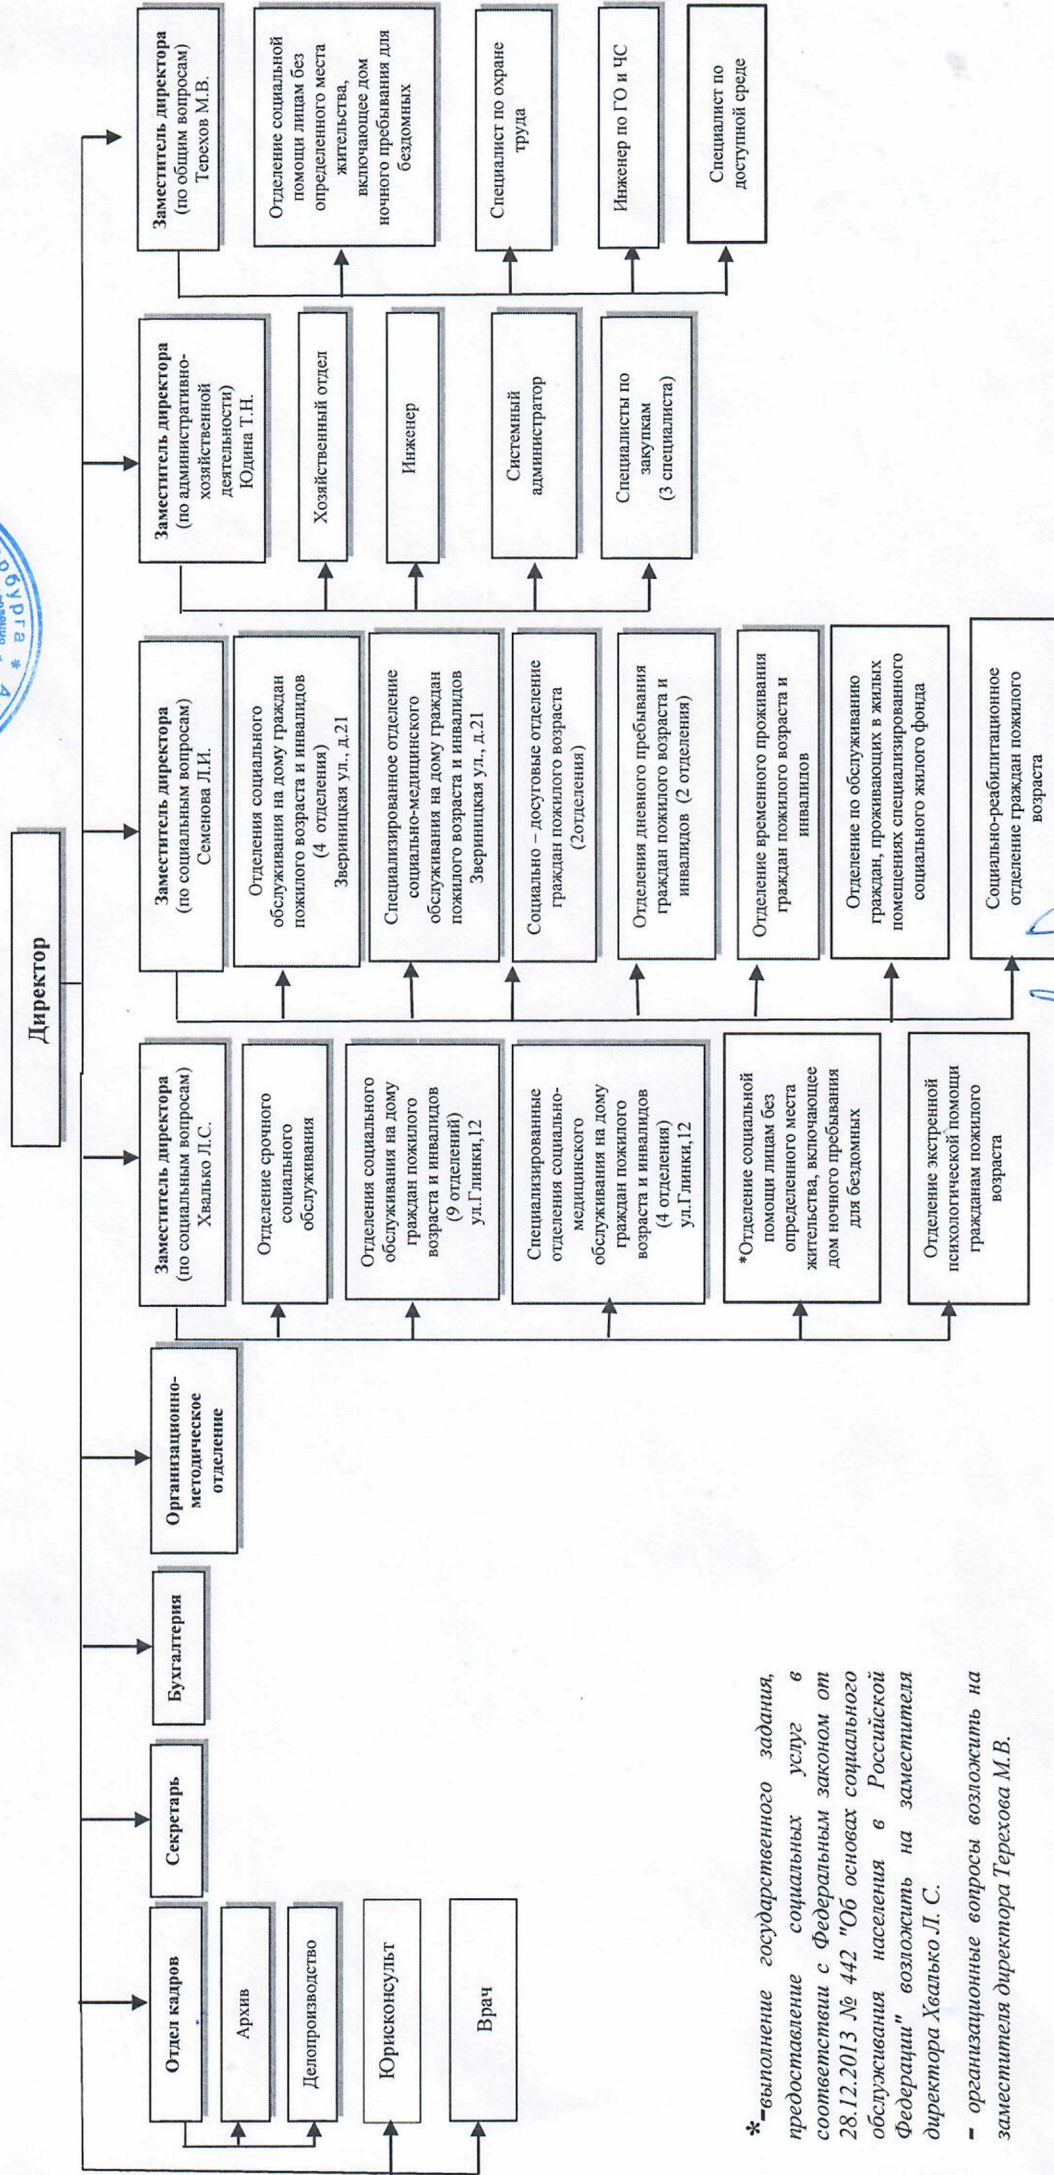 Директор
Отдел кадров
Архив
Делопроизводство
Юрисконсульт
Врач
Секретарь
Бухгалтерия
Организационно-
методическое
отделение
Заместитель директора
(по социальным вопросам)
Хвалько Л.С.
Отделение срочного
социального
обслуживания
Отделения социального
обслуживания на дому
граждан пожилого
возраста и инвалидов
(9 отделений)
ул.Глинки,12
Специализированные
отделения социально-
медицинского
обслуживания на дому
граждан пожилого
возраста и инвалидов
(4 отделения)
ул.Глинки,12
*Отделение социальной
помощи лицам без
определенного места
жительства, включающее
дом ночного пребывания
для бездомных
Отделение экстренной
психологической помощи
гражданам пожилого
возраста
Заместитель директора
(по социальным вопросам)
Семенова Л.И.
Отделения социального
обслуживания на дому граждан
пожилого возраста и инвалидов
(4 отделения)
Звериницкая ул., д.21
Специализированное отделение
социально-медицинского
обслуживания на дому граждан
пожилого возраста и инвалидов
Звериницкая ул., д.21
Социально – досуговые отделение
граждан пожилого возраста
(2отделения)
Отделения дневного пребывания
граждан пожилого возраста и
инвалидов (2 отделения)
Отделение временного проживания
граждан пожилого возраста и
инвалидов
Отделение по обслуживанию
граждан, проживающих в жилых
помещениях специализированного
социального жилого фонда
Социально-реабилитационное
отделение граждан пожилого
возраста
Заместитель директора
(по административно-
хозяйственной
деятельности)
Юдина Т.Н.
Хозяйственный отдел
Инженер
Системный
администратор
Специалисты по
закупкам
(3 специалиста)
Заместитель директора
(по общим вопросам)
Терехов М.В.
Отделение социальной
помощи лицам без
определенного места
жительства,
включающее дом
ночного пребывания для
бездомных
Специалист по охране
труда
Инженер по ГО и ЧС
Специалист по
доступной среде
*-выполнение государственного задания,
предоставление социальных услуг в
соответствии с Федеральным законом от
28.12.2013 № 442 "Об основах социального
обслуживания населения в Российской
Федерации" возложить на заместителя
директора Хвалько Л. С.
- организационные вопросы возложить на
заместителя директора Терехова М.В.